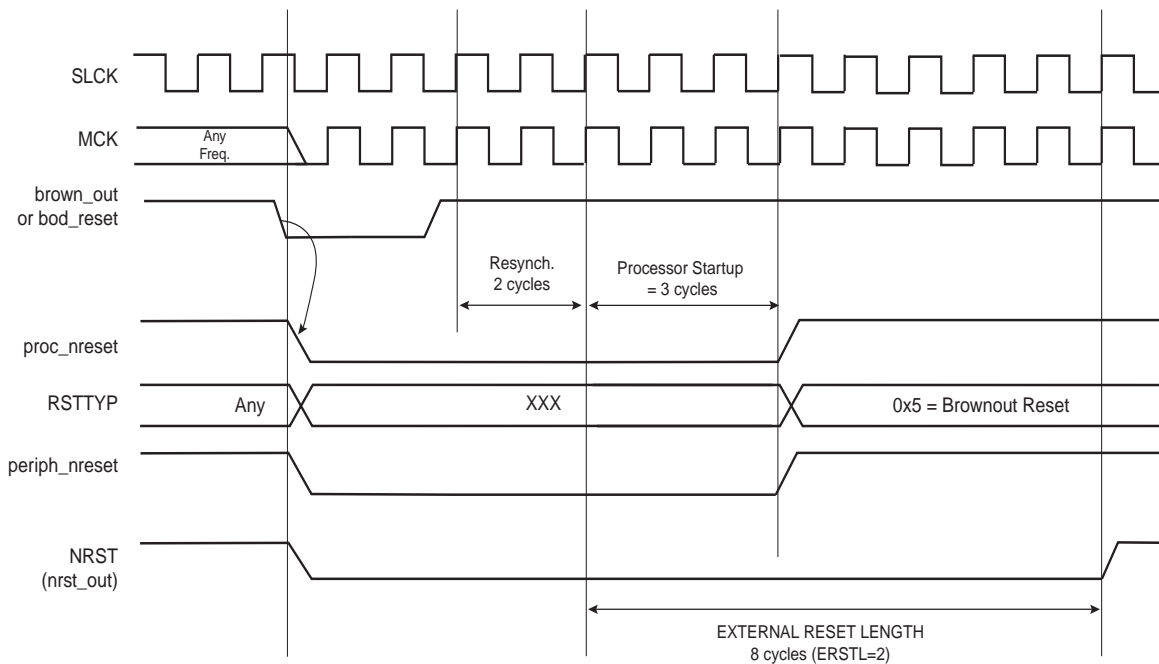 SLCK
MCK
Any
Freq.
brown_out
or bod_reset
Resynch.
2 cycles
Processor Startup
= 3 cycles
proc_nreset
RSTTYP
Any
XXX
0x5 = Brownout Reset
periph_nreset
NRST
(nrst_out)
EXTERNAL RESET LENGTH
8 cycles (ERSTL=2)